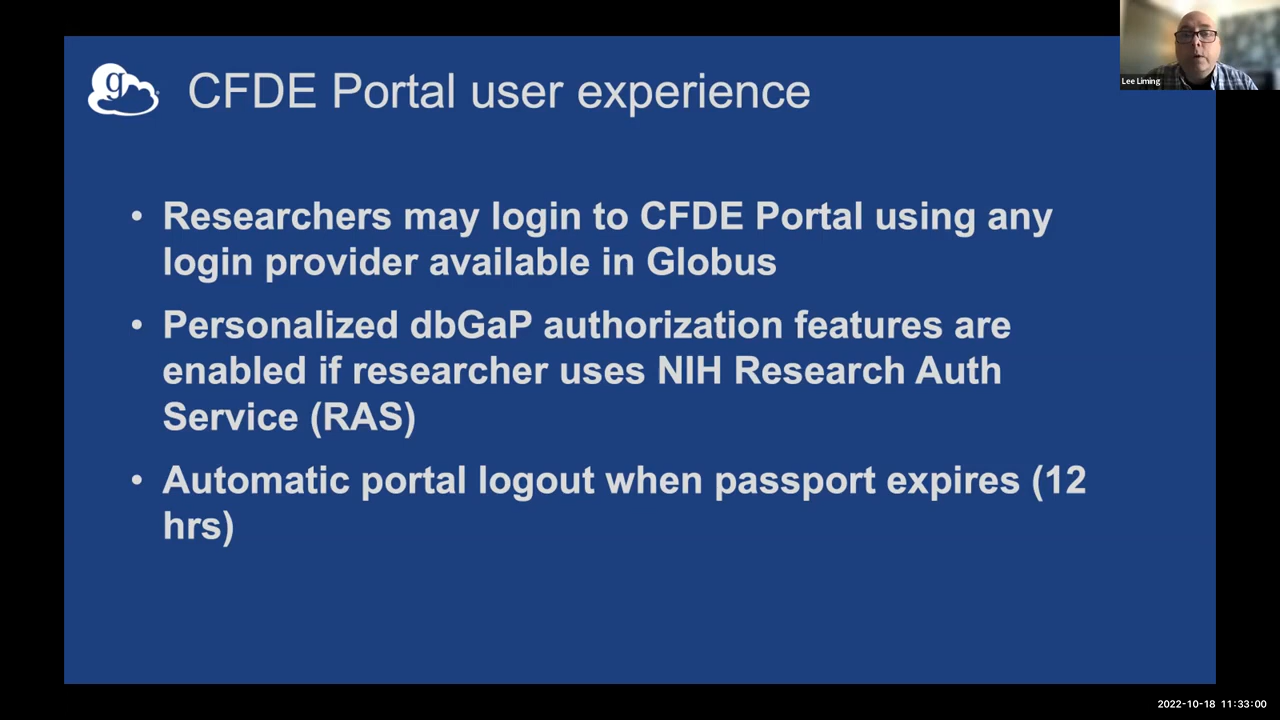 Lee Liming
g
CFDE Portal user experience
• Researchers may login to CFDE Portal using any
login provider available in Globus
• Personalized dbGaP authorization features are
enabled if researcher uses NIH Research Auth
Service (RAS)
• Automatic portal logout when passport expires (12
hrs)
2022-10-18 11:33:00